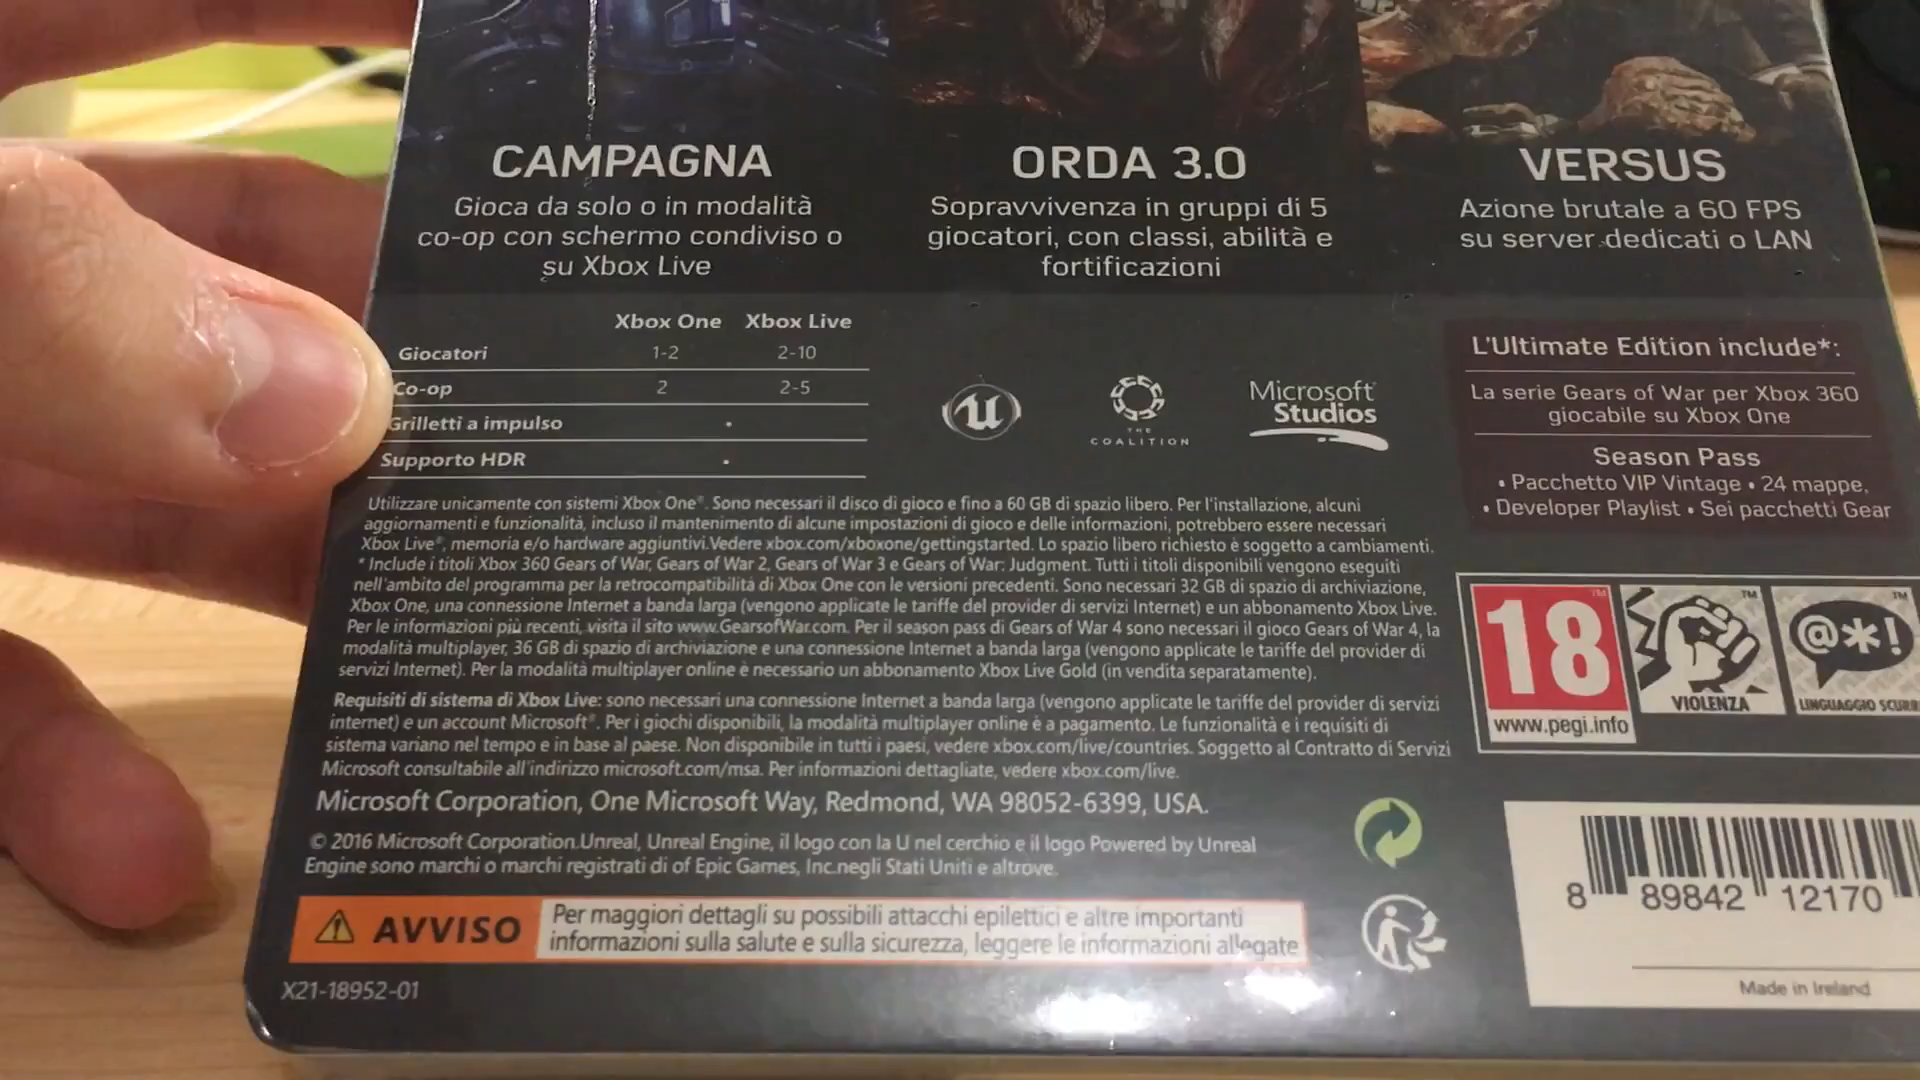 CAMPAGNA
Gioca da solo o in modalità
co-op con schermo condiviso o
su Xbox Live
ORDA 3.0
Sopravvivenza in gruppi di 5
giocatori, con classi, abilità e
fortificazioni
VERSUS
Azione brutale a 60 FPS
su server dedicati o LAN
Xbox One Xbox Live
Giocatori 1-2 2-10
Co-op 2 2-5
Grilletti a impulso •
Supporto HDR •
U
THE
COALITION
Microsoft
Studios
L'Ultimate Edition include*:
La serie Gears of War per Xbox 360
giocabile su Xbox One
Season Pass
• Pacchetto VIP Vintage • 24 mappe,
• Developer Playlist • Sei pacchetti Gear
Utilizzare unicamente con sistemi Xbox One®. Sono necessari il disco di gioco e fino a 60 GB di spazio libero. Per l'installazione, alcuni
aggiornamenti e funzionalità, incluso il mantenimento di alcune impostazioni di gioco e delle informazioni, potrebbero essere necessari
Xbox Live®, memoria e/o hardware aggiuntivi.Vedere xbox.com/xboxone/gettingstarted. Lo spazio libero richiesto è soggetto a cambiamenti.
* Include i titoli Xbox 360 Gears of War, Gears of War 2, Gears of War 3 e Gears of War: Judgment. Tutti i titoli disponibili vengono eseguiti
nell'ambito del programma per la retrocompatibilità di Xbox One con le versioni precedenti. Sono necessari 32 GB di spazio di archiviazione,
Xbox One, una connessione Internet a banda larga (vengono applicate le tariffe del provider di servizi Internet) e un abbonamento Xbox Live.
Per le informazioni più recenti, visita il sito www.GearsofWar.com. Per il season pass di Gears of War 4 sono necessari il gioco Gears of War 4, la
modalità multiplayer, 36 GB di spazio di archiviazione e una connessione Internet a banda larga (vengono applicate le tariffe del provider di
servizi Internet). Per la modalità multiplayer online è necessario un abbonamento Xbox Live Gold (in vendita separatamente).
Requisiti di sistema di Xbox Live: sono necessari una connessione Internet a banda larga (vengono applicate le tariffe del provider di servizi
internet) e un account Microsoft®. Per i giochi disponibili, la modalità multiplayer online è a pagamento. Le funzionalità e i requisiti di
sistema variano nel tempo e in base al paese. Non disponibile in tutti i paesi, vedere xbox.com/live/countries. Soggetto al Contratto di Servizi
Microsoft consultabile all'indirizzo microsoft.com/msa. Per informazioni dettagliate, vedere xbox.com/live.
Microsoft Corporation, One Microsoft Way, Redmond, WA 98052-6399, USA.
© 2016 Microsoft Corporation.Unreal, Unreal Engine, il logo con la U nel cerchio e il logo Powered by Unreal
Engine sono marchi o marchi registrati di of Epic Games, Inc.negli Stati Uniti e altrove.
AVVISO
Per maggiori dettagli su possibili attacchi epilettici e altre importanti
informazioni sulla salute e sulla sicurezza, leggere le informazioni allegate
X21-18952-01
18
www.pegi.info
VIOLENZA
@*!
LINGUAGGIO SCURR
8 89842 12170
Made in Ireland